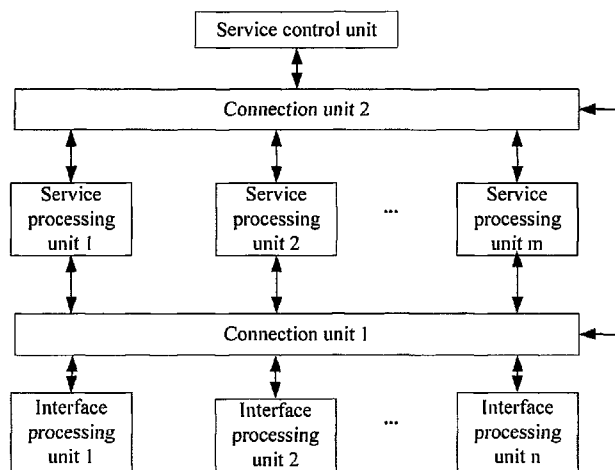 Service control unit
Connection unit 2
Service
processing
unit 1
Service
processing
unit 2
...
Service
processing
unit m
Connection unit 1
Interface
processing
unit 1
Interface
processing
unit 2
...
Interface
processing
unit n